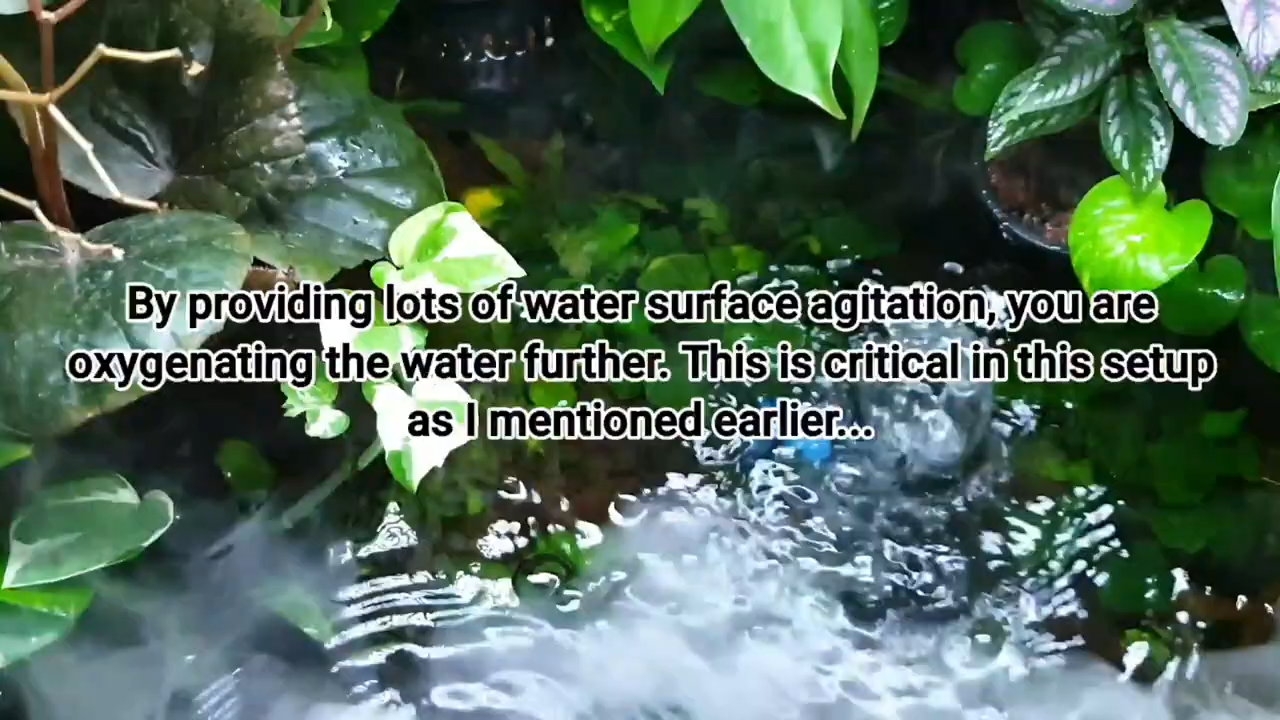 By providing lots of water surface agitation, you are
oxygenating the water further. This is critical in this setup
as I mentioned earlier...